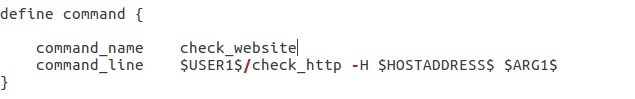 define command {
command_name check_website
command_line $USER1$/check_http -H $HOSTADDRESS$ $ARG1$
}